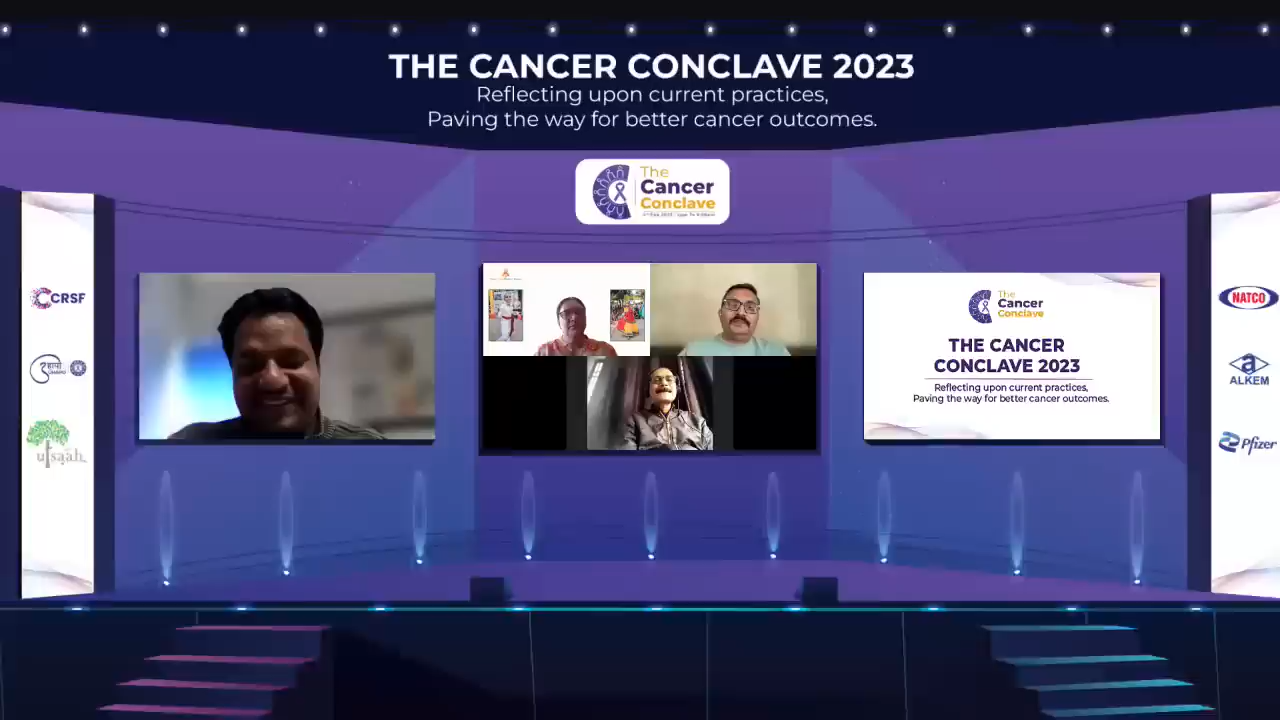 THE CANCER CONCLAVE 2023
Reflecting upon current practices,
Paving the way for better cancer outcomes.
The
Cancer
Conclave
CRSF
utsaah
The
Cancer
Conclave
THE CANCER
CONCLAVE 2023
Reflecting upon current practices,
Paving the way for better cancer outcomes.
NATCO
ALKEM
Pfizer